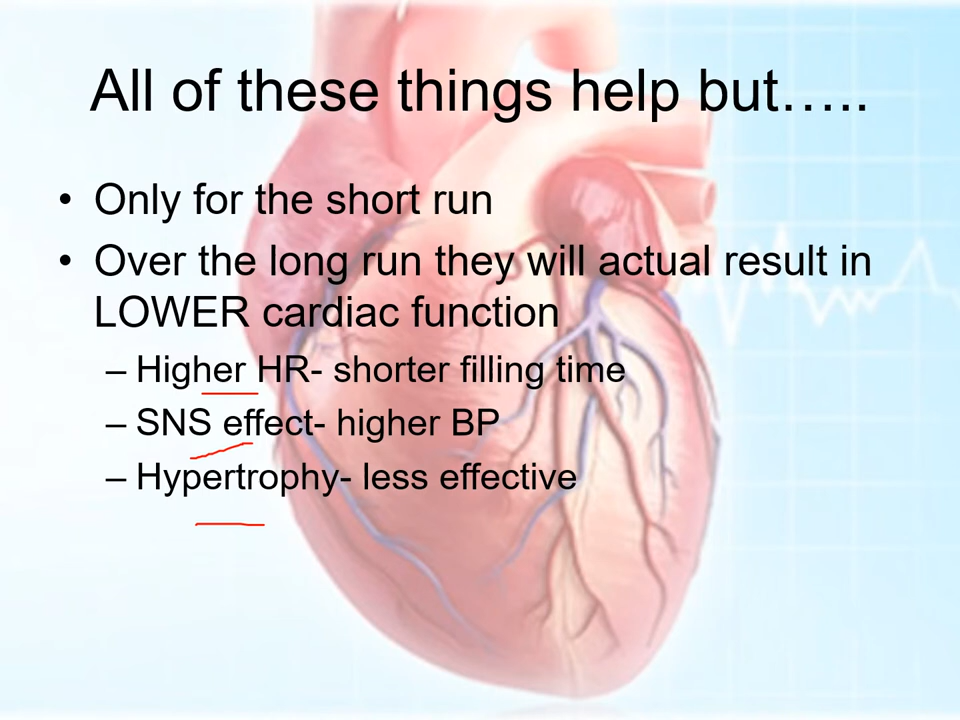 All of these things help but…..
• Only for the short run
• Over the long run they will actual result in
LOWER cardiac function
– Higher HR- shorter filling time
– SNS effect- higher BP
– Hypertrophy- less effective